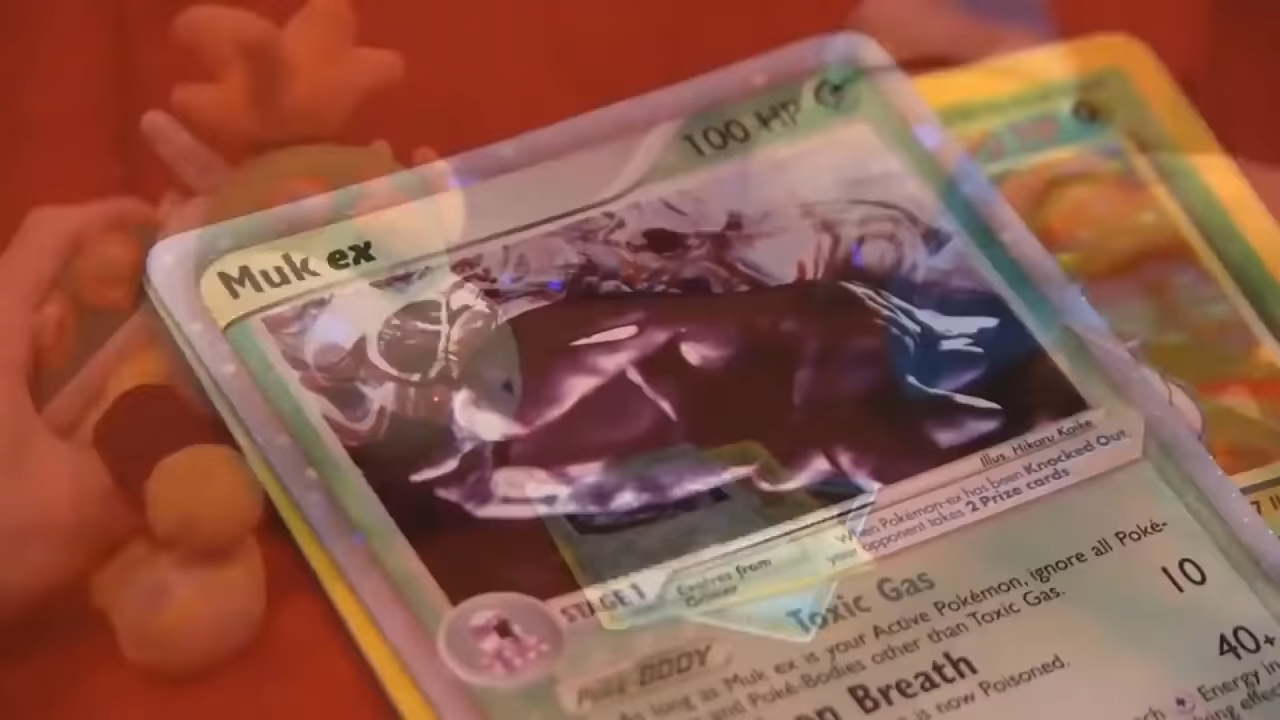 Muk ex
100 HP
Illus. Hikaru Koike
When Pokémon-ex has been Knocked Out,
opponent takes 2 Prize cards
STAGE 1
Evolves from
Grimer
Toxic Gas
Poké-BODY
As long as Muk ex is your Active Pokémon, ignore all Poké-
and Poké-Bodies other than Toxic Gas.
10
Breath
is now Poisoned.
40+
Energy